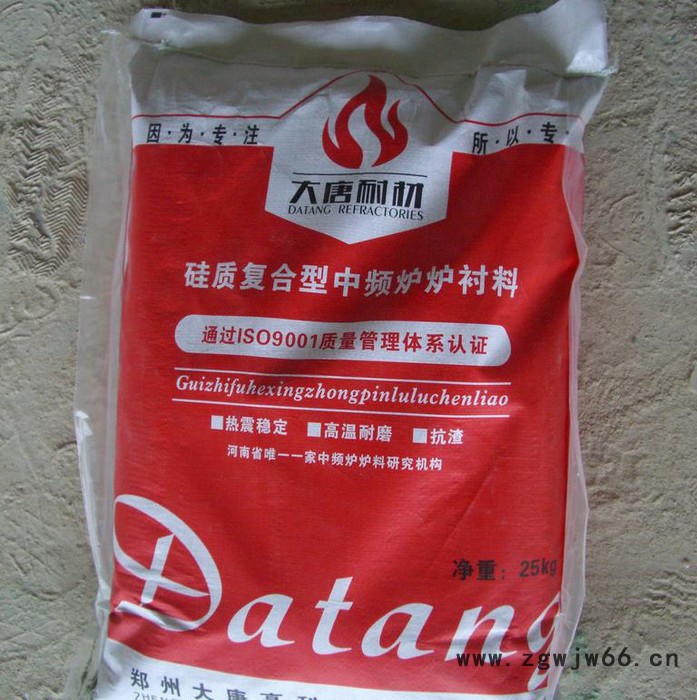 因·为·专·注
所·以·专·
大唐耐材
DATANG REFRACTORIES
硅质复合型中频炉炉衬料
通过ISO9001质量管理体系认证
Guizhifuhexingzhongpinluluchenliao
■热震稳定 ■高温耐磨 ■抗渣
河南省唯一一家中频炉炉料研究机构
净重：25kg
Datang
郑州大唐高科
www.zgwjw66.cn